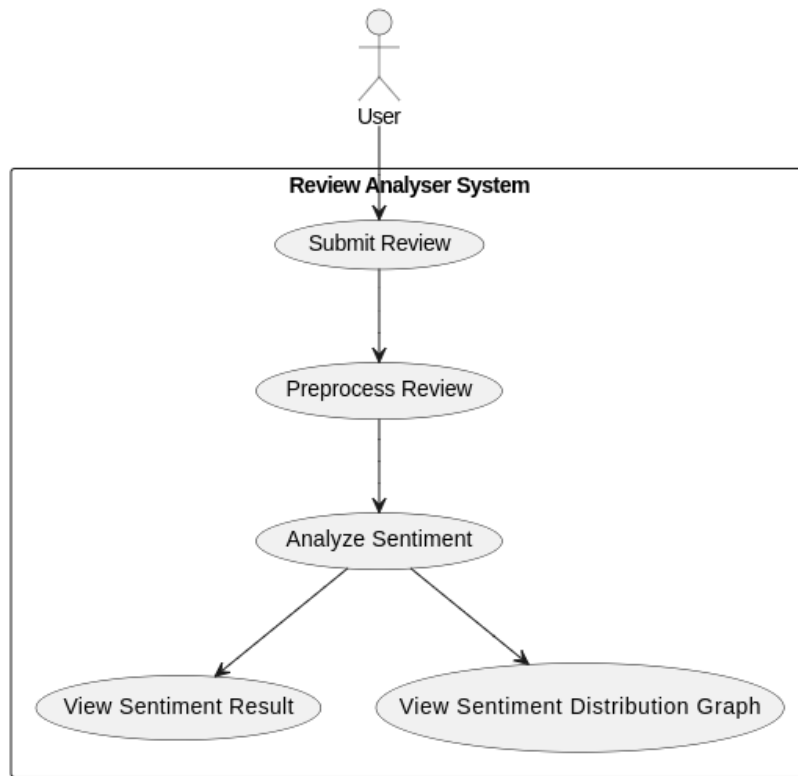 User
Review Analyser System
Submit Review
Preprocess Review
Analyze Sentiment
View Sentiment Result
View Sentiment Distribution Graph